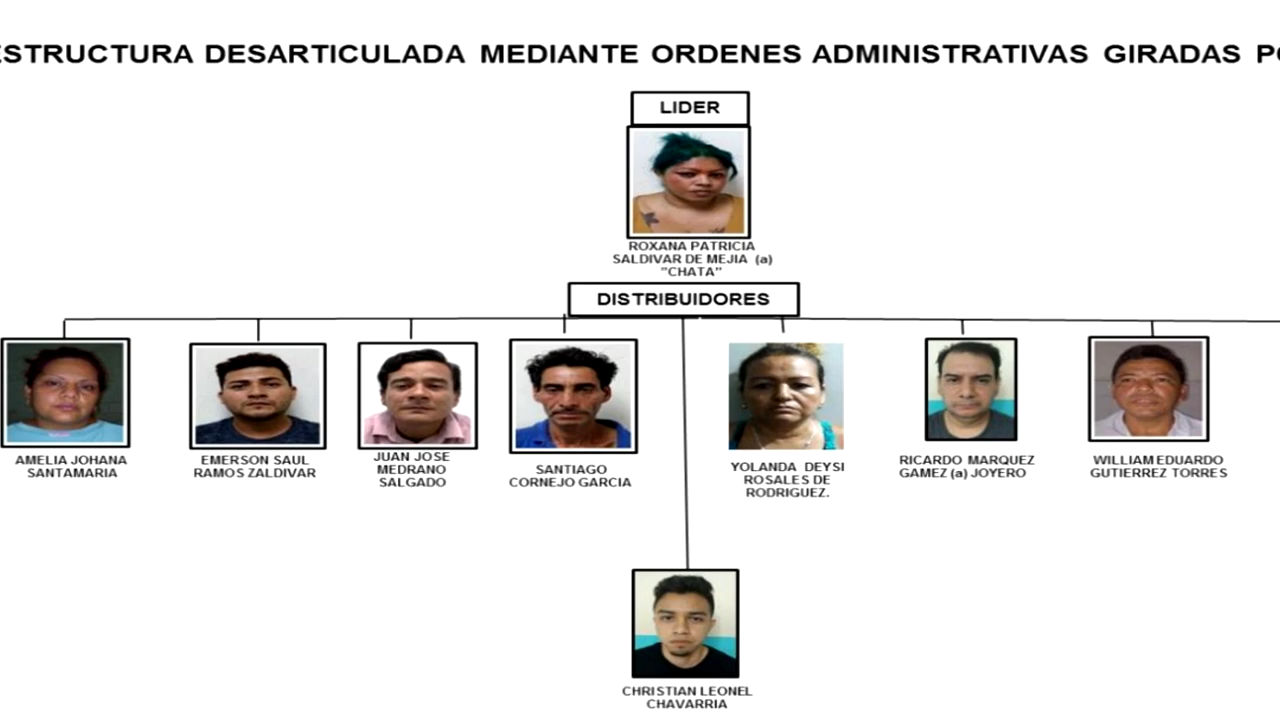 ESTRUCTURA DESARTICULADA MEDIANTE ORDENES ADMINISTRATIVAS GIRADAS
LIDER
ROXANA PATRICIA
SALDIVAR DE MEJIA (a)
"CHATA"
DISTRIBUIDORES
AMELIA JOHANA
SANTAMARIA
EMERSON SAUL
RAMOS ZALDIVAR
JUAN JOSE
MEDRANO
SALGADO
SANTIAGO
CORNEJO GARCIA
YOLANDA DEYSI
ROSALES DE
RODRIGUEZ.
RICARDO MARQUEZ
GAMEZ (a) JOYERO
WILLIAM EDUARDO
GUTIERREZ TORRES
CHRISTIAN LEONEL
CHAVARRIA